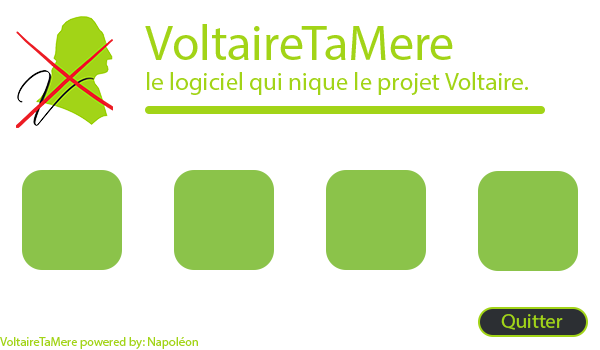 VoltaireTaMere
le logiciel qui nique le projet Voltaire.
V
Quitter
VoltaireTaMere powered by: Napoléon